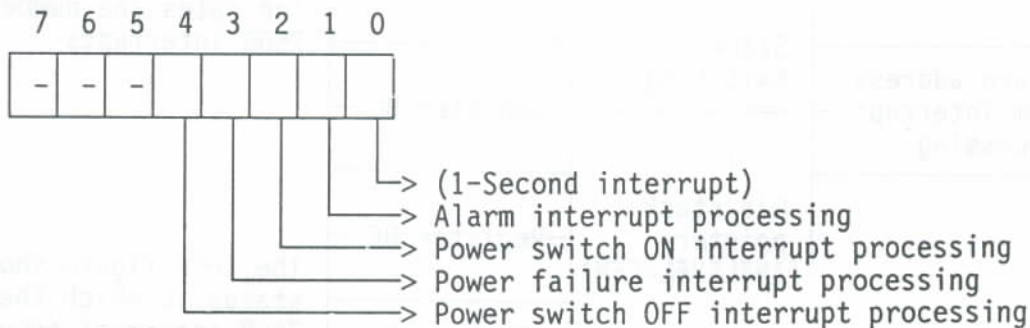 7 6 5 4 3 2 1 0
- - -
(1-Second interrupt)
Alarm interrupt processing
Power switch ON interrupt processing
Power failure interrupt processing
Power switch OFF interrupt processing